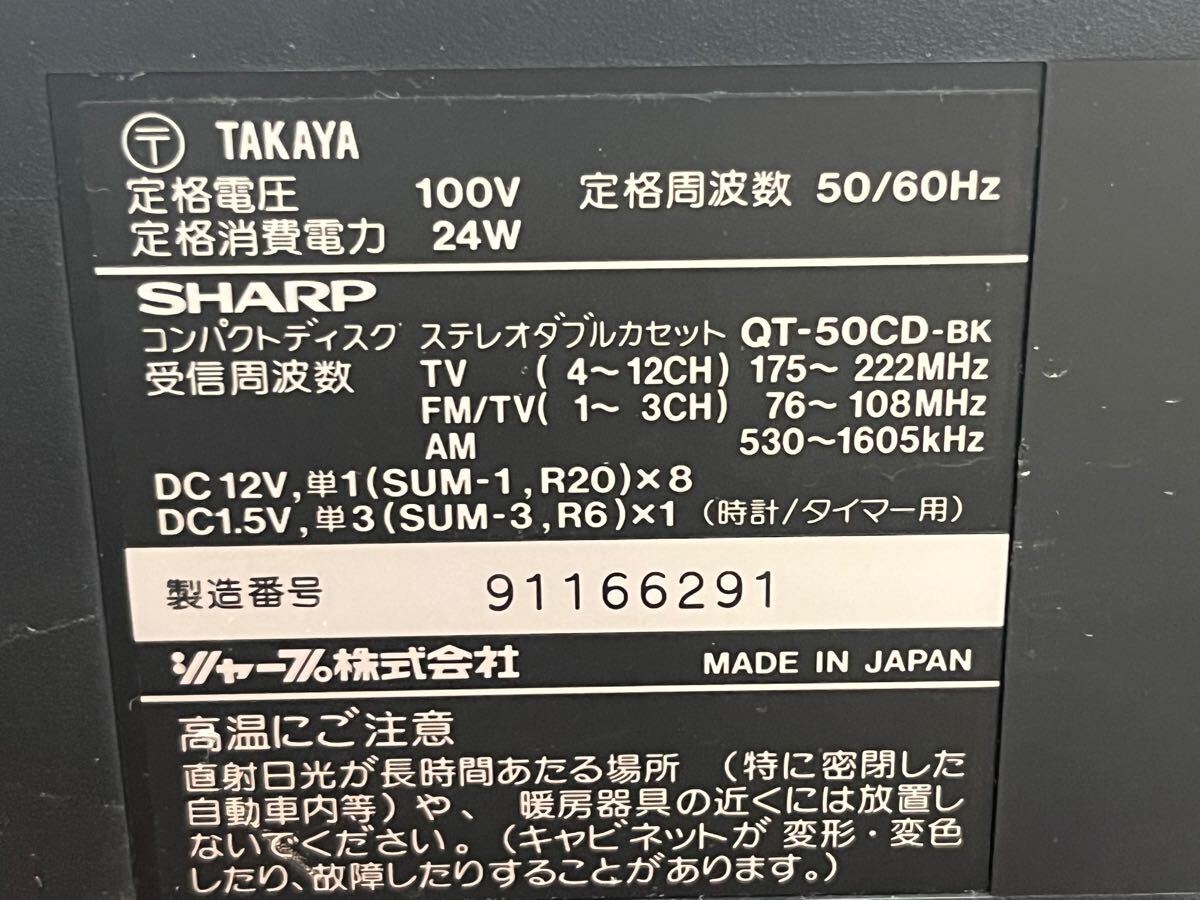 〒 TAKAYA
定格電圧 100V 定格周波数 50/60Hz
定格消費電力 24W
SHARP
コンパクトディスク ステレオダブルカセット QT-50CD-BK
受信周波数 TV (4〜12CH) 175〜222MHz
FM/TV(1〜3CH) 76〜108MHz
AM 530〜1605kHz
DC12V,単1(SUM-1,R20)×8
DC1.5V,単3(SUM-3,R6)×1 (時計/タイマー用)
製造番号 91166291
シャープ株式会社 MADE IN JAPAN
高温にご注意
直射日光が長時間あたる場所 (特に密閉した
自動車内等)や、暖房器具の近くには放置し
ないでください。(キャビネットが変形・変色
したり、故障したりすることがあります。)